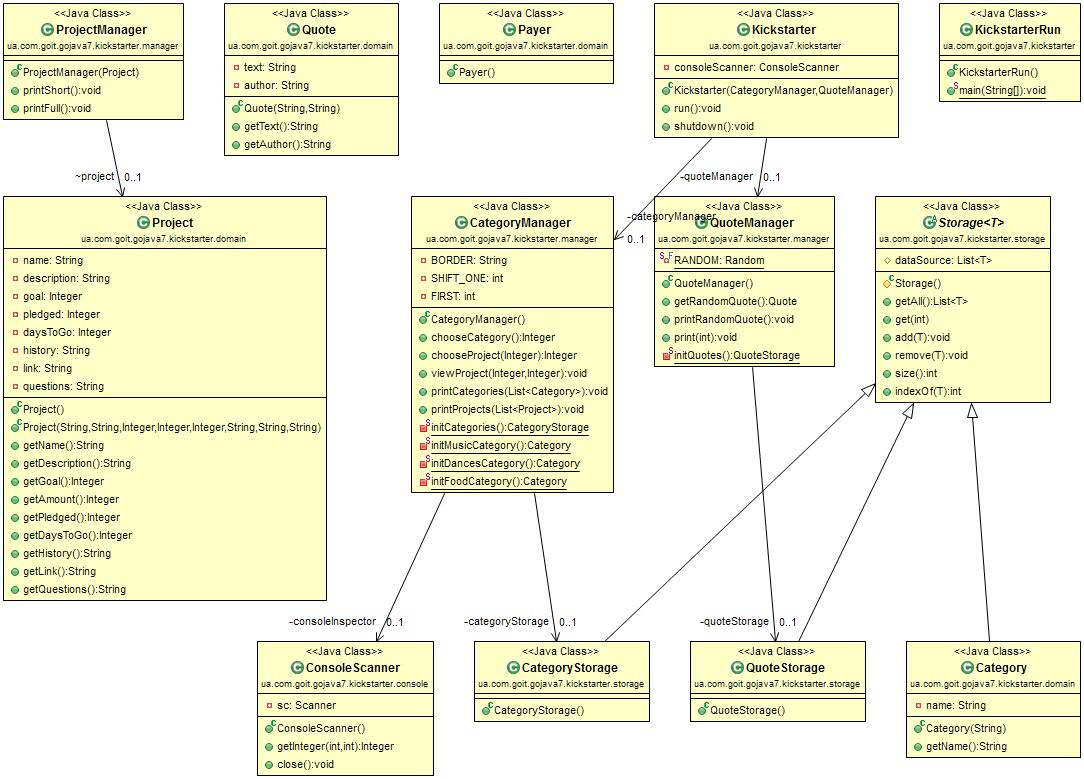 <<Java Class>>
ProjectManager
ua.com.goit.gojava7.kickstarter.manager
ProjectManager(Project)
printShort():void
printFull():void
<<Java Class>>
Quote
ua.com.goit.gojava7.kickstarter.domain
text: String
author: String
Quote(String,String)
getText():String
getAuthor():String
<<Java Class>>
Payer
ua.com.goit.gojava7.kickstarter.domain
Payer()
<<Java Class>>
Kickstarter
ua.com.goit.gojava7.kickstarter
consoleScanner: ConsoleScanner
Kickstarter(CategoryManager,QuoteManager)
run():void
shutdown():void
<<Java Class>>
KickstarterRun
ua.com.goit.gojava7.kickstarter
KickstarterRun()
main(String[]):void
~project 0..1
-quoteManager 0..1
-categoryManager
0..1
<<Java Class>>
Project
ua.com.goit.gojava7.kickstarter.domain
name: String
description: String
goal: Integer
pledged: Integer
daysToGo: Integer
history: String
link: String
questions: String
Project()
Project(String,String,Integer,Integer,Integer,String,String,String)
getName():String
getDescription():String
getGoal():Integer
getAmount():Integer
getPledged():Integer
getDaysToGo():Integer
getHistory():String
getLink():String
getQuestions():String
<<Java Class>>
CategoryManager
ua.com.goit.gojava7.kickstarter.manager
BORDER: String
SHIFT_ONE: int
FIRST: int
CategoryManager()
chooseCategory():Integer
chooseProject(Integer):Integer
viewProject(Integer,Integer):void
printCategories(List<Category>):void
printProjects(List<Project>):void
initCategories():CategoryStorage
initMusicCategory():Category
initDancesCategory():Category
initFoodCategory():Category
<<Java Class>>
QuoteManager
ua.com.goit.gojava7.kickstarter.manager
RANDOM: Random
QuoteManager()
getRandomQuote():Quote
printRandomQuote():void
print(int):void
initQuotes():QuoteStorage
<<Java Class>>
Storage<T>
ua.com.goit.gojava7.kickstarter.storage
dataSource: List<T>
Storage()
getAll():List<T>
get(int)
add(T):void
remove(T):void
size():int
indexOf(T):int
-consoleInspector 0..1
-categoryStorage 0..1
-quoteStorage 0..1
<<Java Class>>
ConsoleScanner
ua.com.goit.gojava7.kickstarter.console
sc: Scanner
ConsoleScanner()
getInteger(int,int):Integer
close():void
<<Java Class>>
CategoryStorage
ua.com.goit.gojava7.kickstarter.storage
CategoryStorage()
<<Java Class>>
QuoteStorage
ua.com.goit.gojava7.kickstarter.storage
QuoteStorage()
<<Java Class>>
Category
ua.com.goit.gojava7.kickstarter.domain
name: String
Category(String)
getName():String